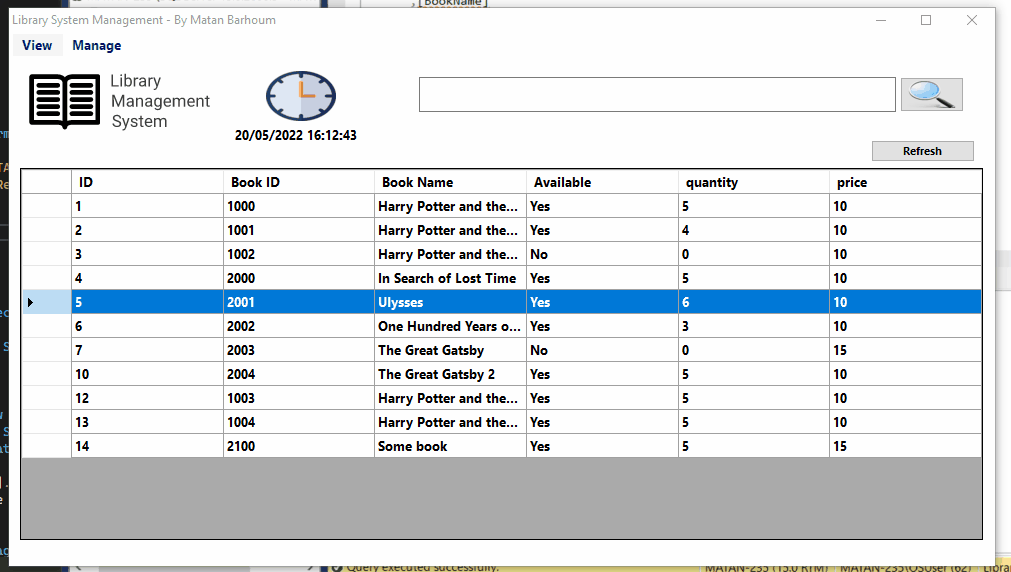 [BookName]
Library System Management - By Matan Barhoum
View Manage
Library
Management
System
20/05/2022 16:12:43
Refresh
ID Book ID Book Name Available quantity price
1 1000 Harry Potter and the... Yes 5 10
2 1001 Harry Potter and the... Yes 4 10
3 1002 Harry Potter and the... No 0 10
4 2000 In Search of Lost Time Yes 5 10
5 2001 Ulysses Yes 6 10
6 2002 One Hundred Years o... Yes 3 10
7 2003 The Great Gatsby No 0 15
10 2004 The Great Gatsby 2 Yes 5 10
12 1003 Harry Potter and the... Yes 5 10
13 1004 Harry Potter and the... Yes 5 10
14 2100 Some book Yes 5 15
Query executed successfully. MATAN-235 (15.0 RTM) MATAN-235\QSUser (62) Libra